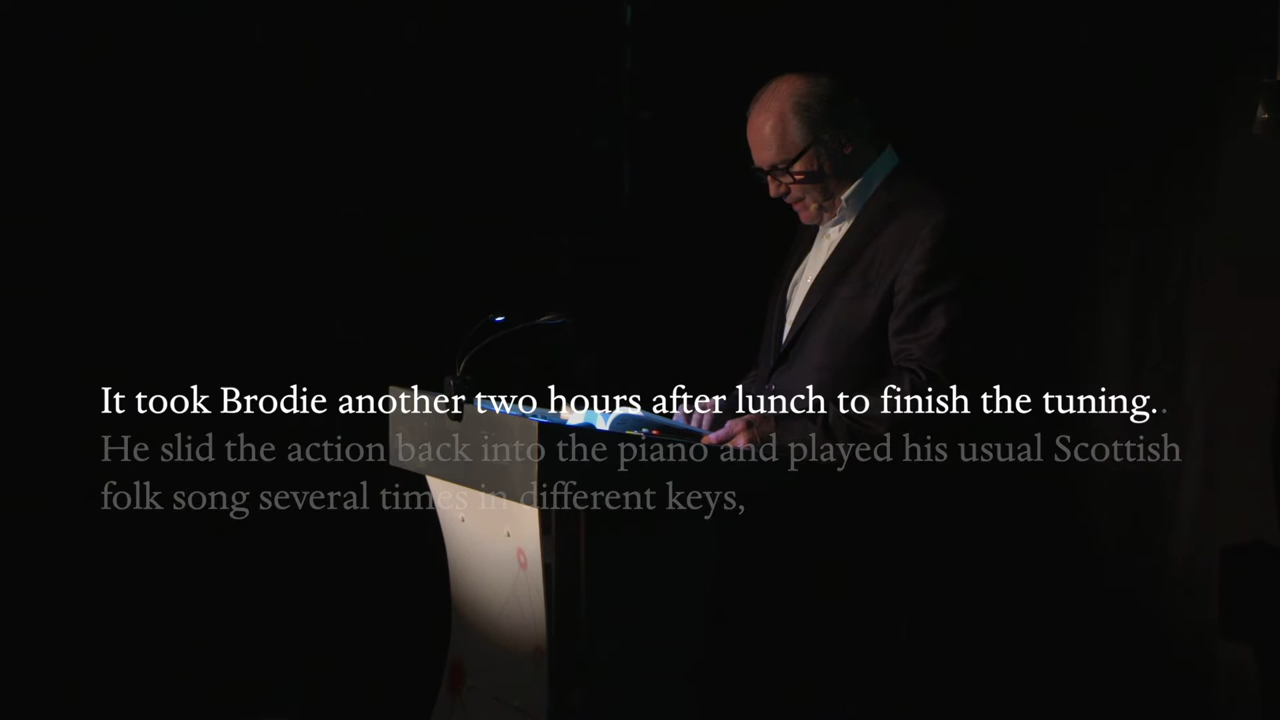 It took Brodie another two hours after lunch to finish the tuning..
He slid the action back into the piano and played his usual Scottish
folk song several times in different keys,